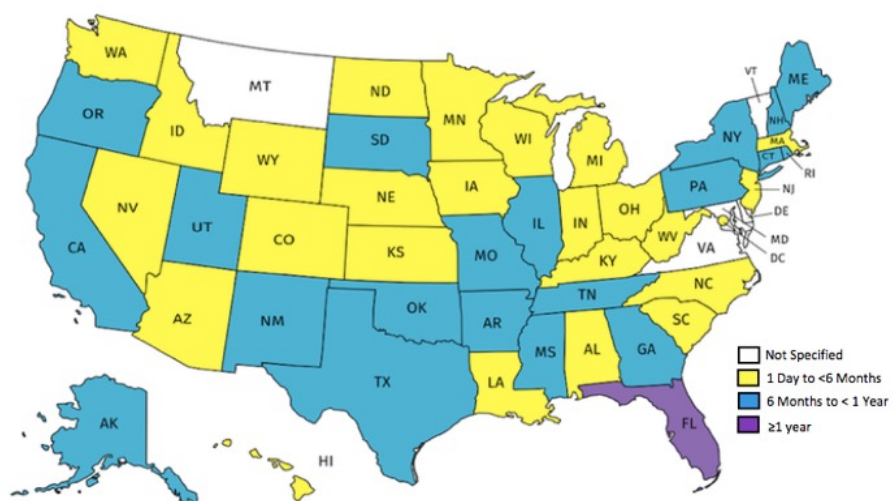 WA
MT
ND
MN
OR
ID
SD
WI
MI
WY
NE
IA
NV
UT
CO
KS
CA
AZ
NM
OK
TX
MO
AR
LA
IL
IN
OH
KY
WV
VA
TN
NC
SC
MS
AL
GA
FL
PA
NY
VT
NH
ME
MA
CT
RI
NJ
DE
MD
DC
AK
HI
Not Specified
1 Day to <6 Months
6 Months to < 1 Year
≥1 year